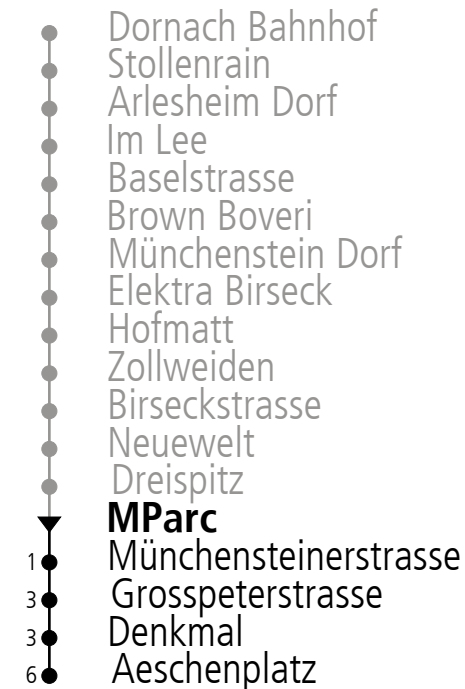 Dornach Bahnhof
Stollenrain
Arlesheim Dorf
Im Lee
Baselstrasse
Brown Boveri
Münchenstein Dorf
Elektra Birseck
Hofmatt
Zollweiden
Birseckstrasse
Neuewelt
Dreispitz
MParc
1 Münchensteinerstrasse
3 Grosspeterstrasse
3 Denkmal
6 Aeschenplatz